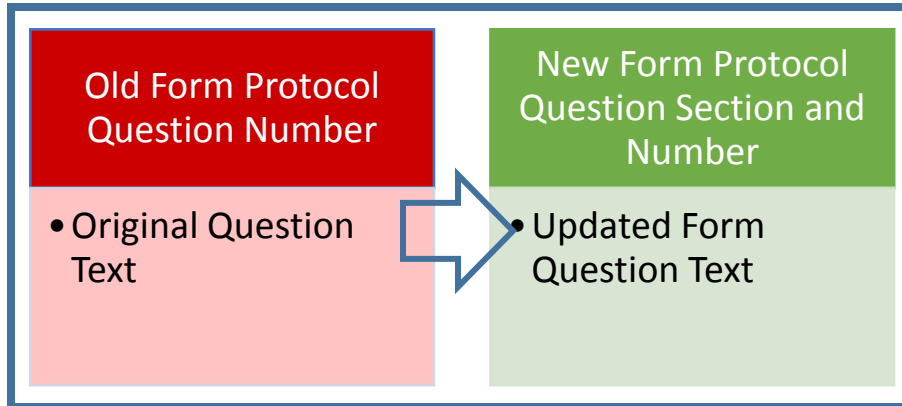 Old Form Protocol
Question Number
• Original Question
Text
New Form Protocol
Question Section and
Number
• Updated Form
Question Text